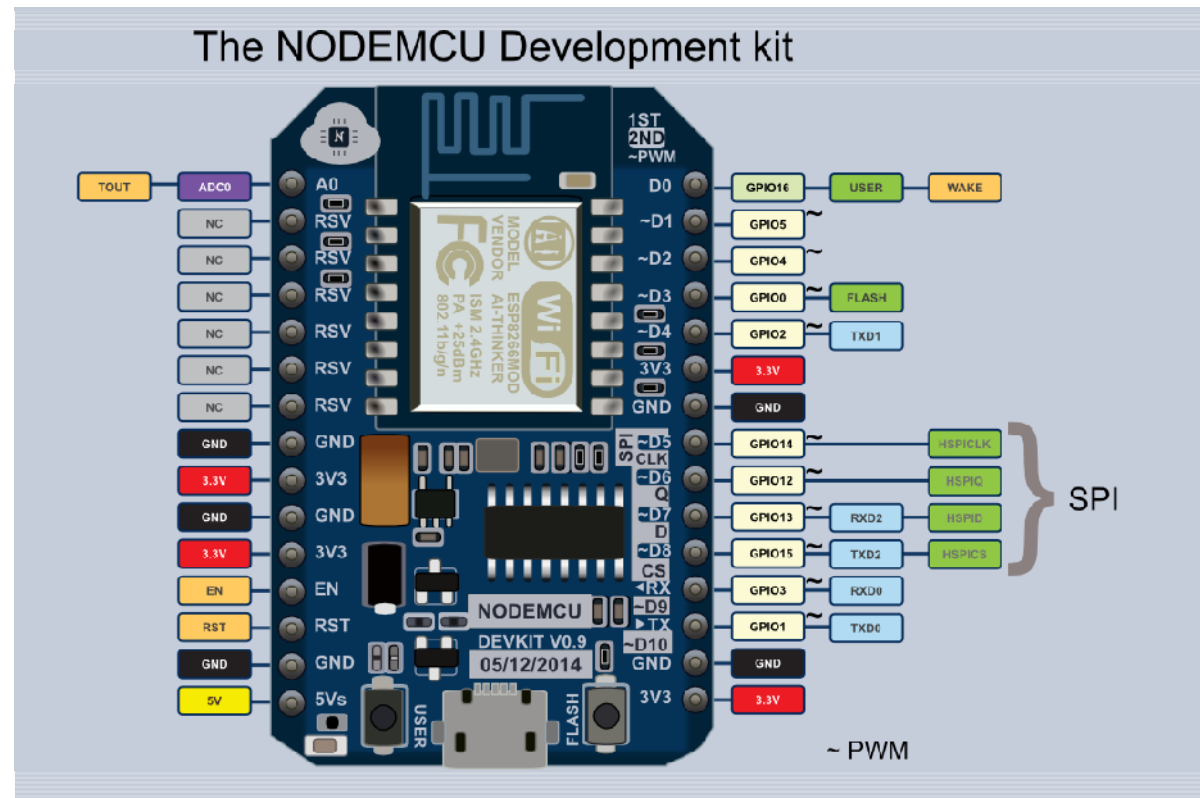 The NODEMCU Development kit
1ST
2ND
~PWM
TOUT ADC0 A0 D0 GPIO16 USER WAKE
NC RSV ~D1 GPIO5 ~
NC RSV ~D2 GPIO4 ~
NC RSV ~D3 GPIO0 ~ FLASH
NC RSV ~D4 GPIO2 ~ TXD1
NC RSV 3V3 3.3V
NC RSV GND GND
GND GND ~D5 GPIO14 ~ HSPICLK
3.3V 3V3 ~D6 GPIO12 ~ HSPIQ
GND GND ~D7 GPIO13 ~ RXD2 HSPID
3.3V 3V3 ~D8 GPIO15 ~ TXD2 HSPICS
EN EN ◄RX GPIO3 ~ RXD0
RST RST ►TX GPIO1 ~ TXD0
GND GND GND GND
5V 5Vs 3V3 3.3V
SPI
CLK
Q
D
CS
~D9
~D10
SPI
N
MODEL ESP8266MOD
VENDOR AI-THINKER
ISM 2.4GHz
PA +25dBm
802.11b/g/n
FC
Ai
Wi Fi
NODEMCU
DEVKIT V0.9
05/12/2014
USER
FLASH
~ PWM